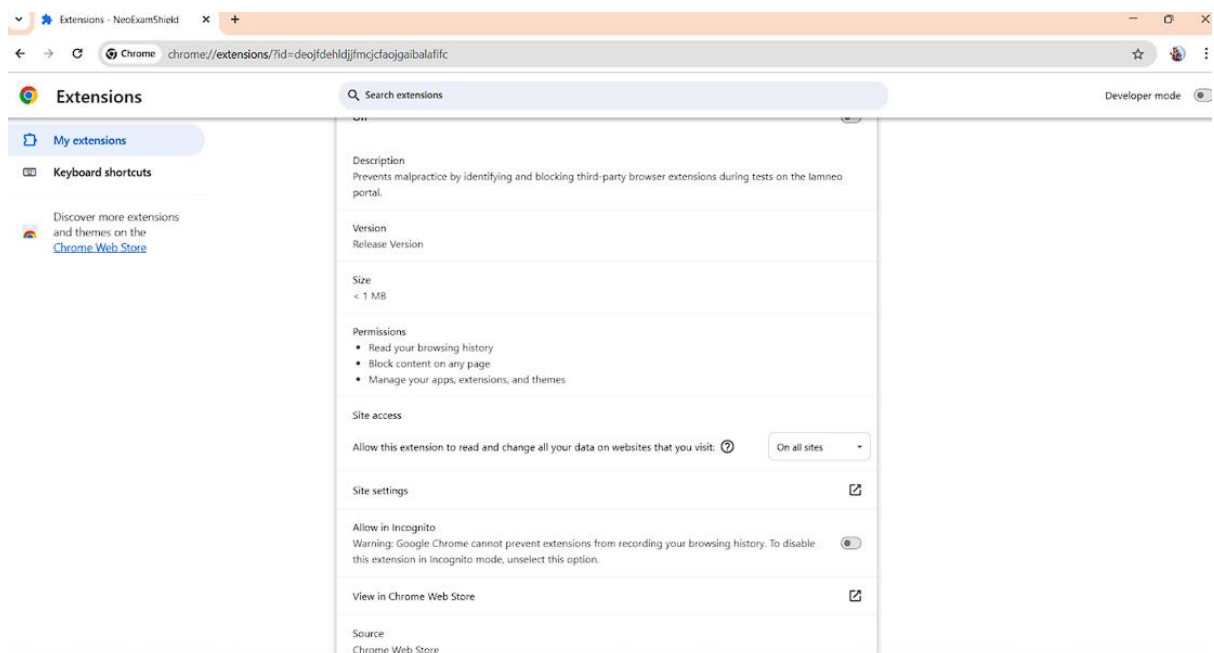 Extensions - NeoExamShield
Chrome
chrome://extensions/?id=deojfdehldjjfmcjcfaojgaibalafifc
Extensions
Search extensions
Developer mode
My extensions
Keyboard shortcuts
Discover more extensions
and themes on the
Chrome Web Store
Off
Description
Prevents malpractice by identifying and blocking third-party browser extensions during tests on the Iamneo
portal.
Version
Release Version
Size
< 1 MB
Permissions
• Read your browsing history
• Block content on any page
• Manage your apps, extensions, and themes
Site access
Allow this extension to read and change all your data on websites that you visit:
On all sites
Site settings
Allow in Incognito
Warning: Google Chrome cannot prevent extensions from recording your browsing history. To disable
this extension in Incognito mode, unselect this option.
View in Chrome Web Store
Source
Chrome Web Store